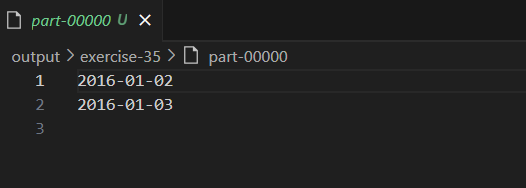 part-00000 U
output > exercise-35 > part-00000
1 2016-01-02
2 2016-01-03
3